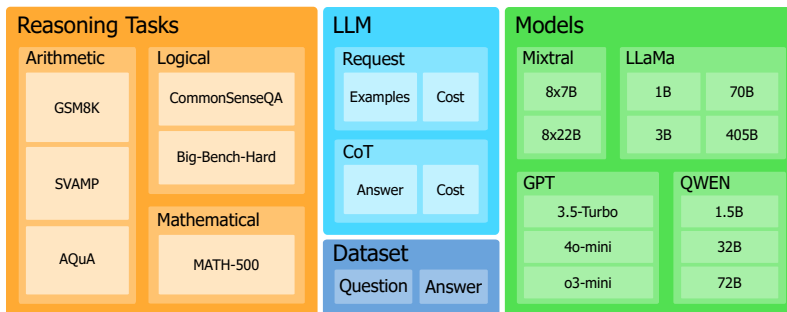 Reasoning Tasks
Arithmetic
GSM8K
SVAMP
AQuA
Logical
CommonSenseQA
Big-Bench-Hard
Mathematical
MATH-500
LLM
Request
Examples
Cost
CoT
Answer
Cost
Dataset
Question
Answer
Models
Mixtral
8x7B
8x22B
LLaMa
1B
70B
3B
405B
GPT
3.5-Turbo
4o-mini
o3-mini
QWEN
1.5B
32B
72B